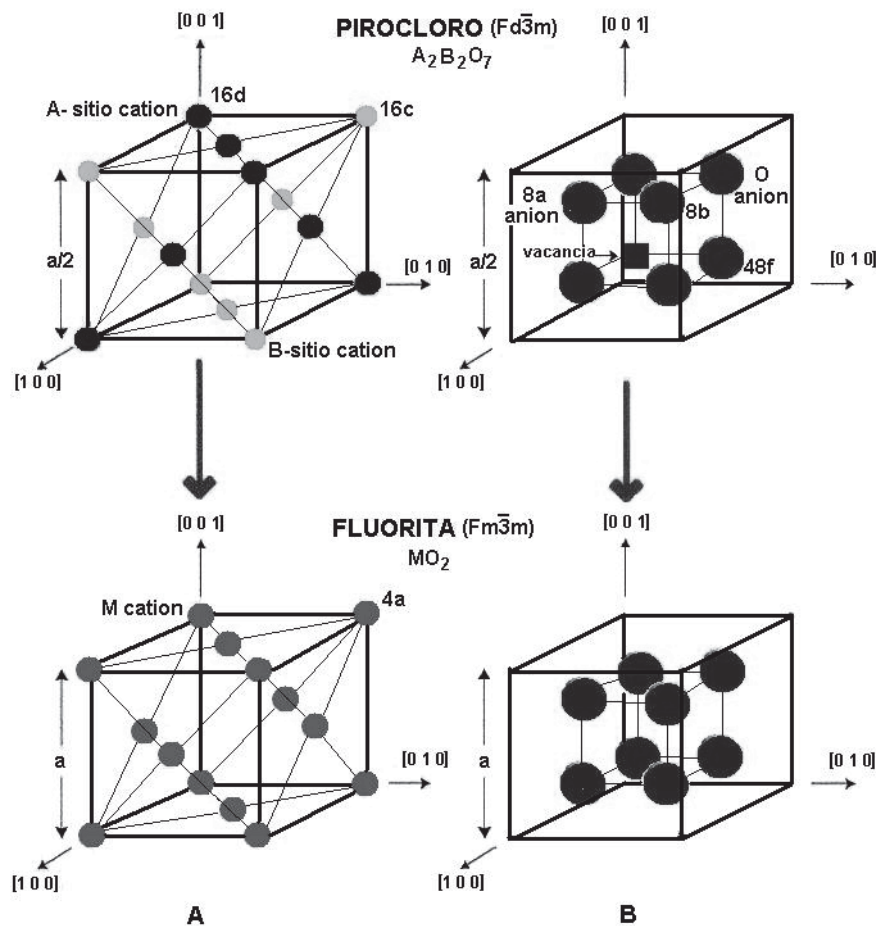 [0 0 1]
PIROCLORO (Fd3̅m)
[0 0 1]
A₂B₂O₇
16d
A- sitio cation
16c
O
anion
8a
anion
8b
a/2
vacancia
a/2
[0 1 0]
48f
[0 1 0]
B-sitio cation
[1 0 0]
[1 0 0]
[0 0 1]
FLUORITA (Fm3̅m)
[0 0 1]
MO₂
M cation
4a
a
[0 1 0]
a
[0 1 0]
[1 0 0]
[1 0 0]
A
B